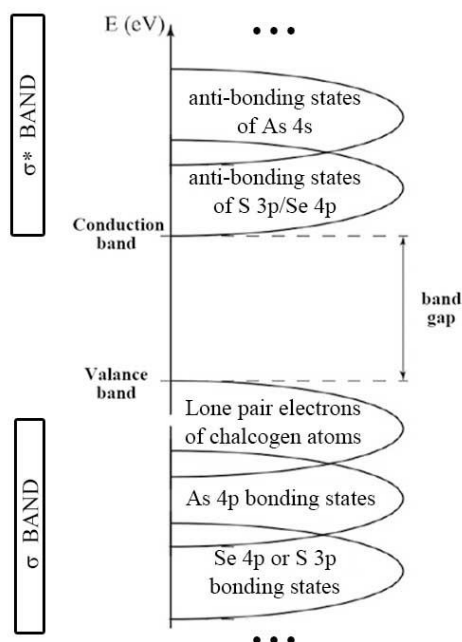 E (eV)
• • •
σ* BAND
anti-bonding states
of As 4s
anti-bonding states
of S 3p/Se 4p
Conduction
band
band
gap
Valance
band
Lone pair electrons
of chalcogen atoms
σ BAND
As 4p bonding states
Se 4p or S 3p
bonding states
• • •